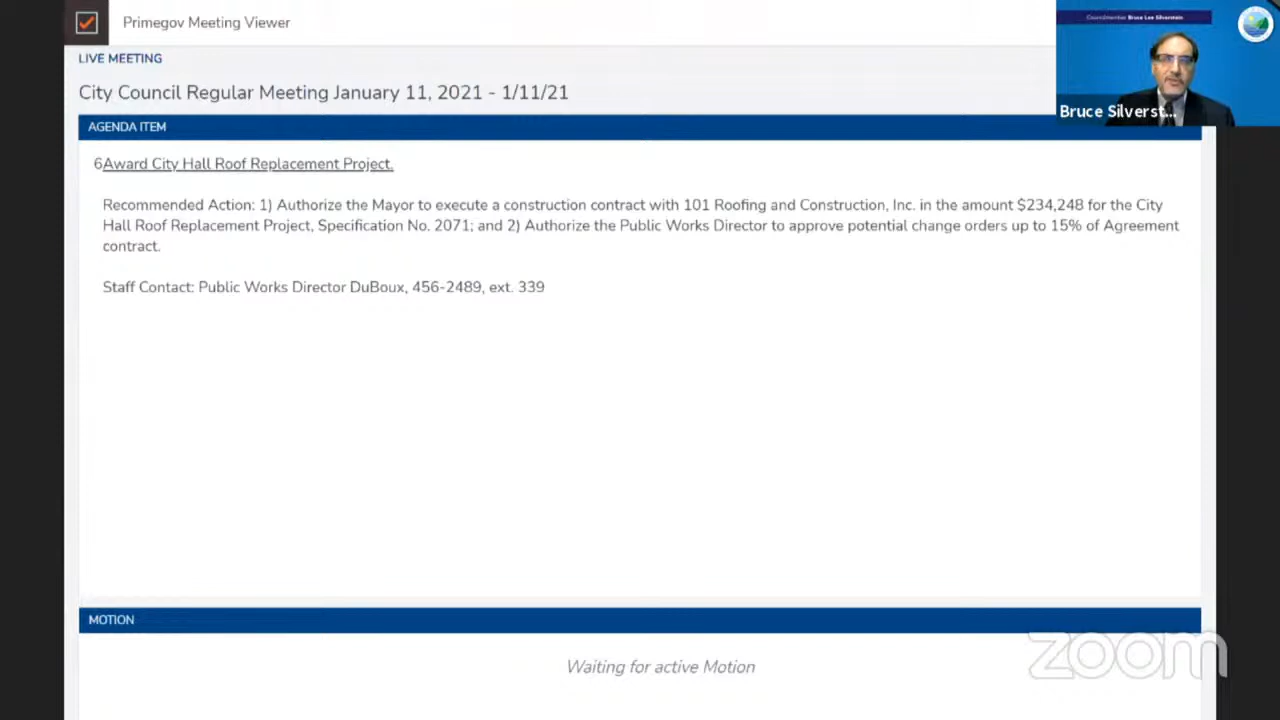 Primegov Meeting Viewer
Councilmember Bruce Lee Silverstein
LIVE MEETING
City Council Regular Meeting January 11, 2021 - 1/11/21
Bruce Silverst...
AGENDA ITEM
6Award City Hall Roof Replacement Project.
Recommended Action: 1) Authorize the Mayor to execute a construction contract with 101 Roofing and Construction, Inc. in the amount $234,248 for the City
Hall Roof Replacement Project, Specification No. 2071; and 2) Authorize the Public Works Director to approve potential change orders up to 15% of Agreement
contract.
Staff Contact: Public Works Director DuBoux, 456-2489, ext. 339
MOTION
Waiting for active Motion
zoom